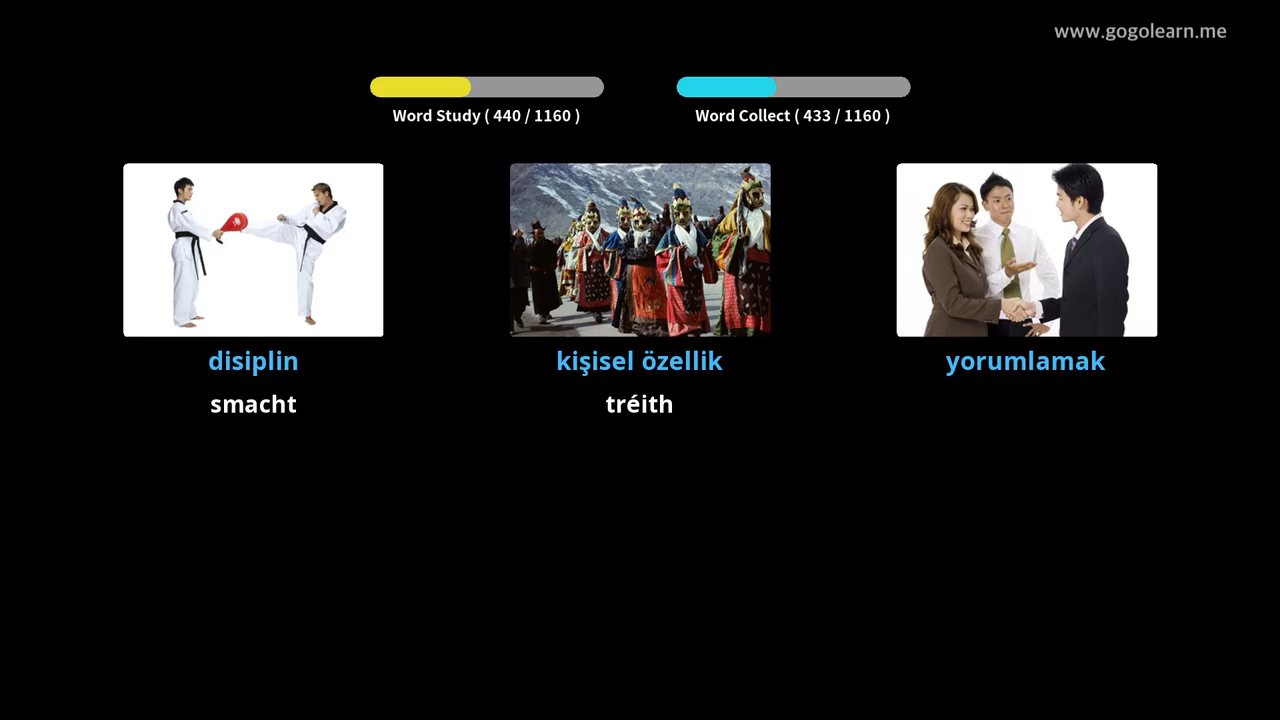 www.gogolearn.me
Word Study ( 440 / 1160 )
Word Collect ( 433 / 1160 )
disiplin
smacht
kişisel özellik
tréith
yorumlamak